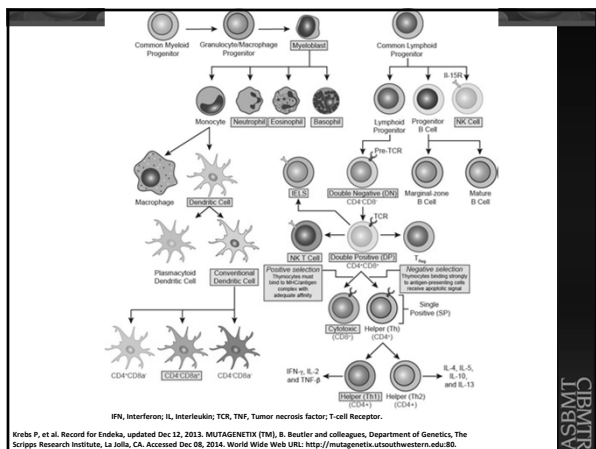 Common Myeloid
Progenitor
Granulocyte/Macrophage
Progenitor
Myeloblast
Common Lymphoid
Progenitor
Il-15R
Monocyte
Neutrophil
Eosinophil
Basophil
Lymphoid
Progenitor
Progenitor
B Cell
NK Cell
Pre-TCR
Macrophage
Dendritic Cell
IELS
Double Negative (DN)
CD4⁻CD8⁻
Marginal-zone
B Cell
Mature
B Cell
TCR
Plasmacytoid
Dendritic Cell
Conventional
Dendritic Cell
NK T Cell
Double Positive (DP)
CD4⁺CD8⁺
T Reg
Positive selection
Thymocytes must
bind to MHC/antigen
complex with
adequate affinity
Negative selection
Thymocytes binding strongly
to antigen-presenting cells
receive apoptotic signal
Single
Positive (SP)
Cytotoxic
(CD8⁺)
Helper (Th)
(CD4⁺)
CD4⁺CD8a⁻
CD4⁻CD8a⁺
CD4⁻CD8a⁻
IFN-γ, IL-2
and TNF-β
Helper (Th1)
(CD4+)
Helper (Th2)
(CD4+)
IL-4, IL-5,
IL-10,
and IL-13
IFN, Interferon; IL, Interleukin; TCR, TNF, Tumor necrosis factor; T-cell Receptor.
Krebs P, et al. Record for Endeka, updated Dec 12, 2013. MUTAGENETIX (TM), B. Beutler and colleagues, Department of Genetics, The
Scripps Research Institute, La Jolla, CA. Accessed Dec 08, 2014. World Wide Web URL: http://mutagenetix.utsouthwestern.edu:80.
ASBMT
CIBMTR